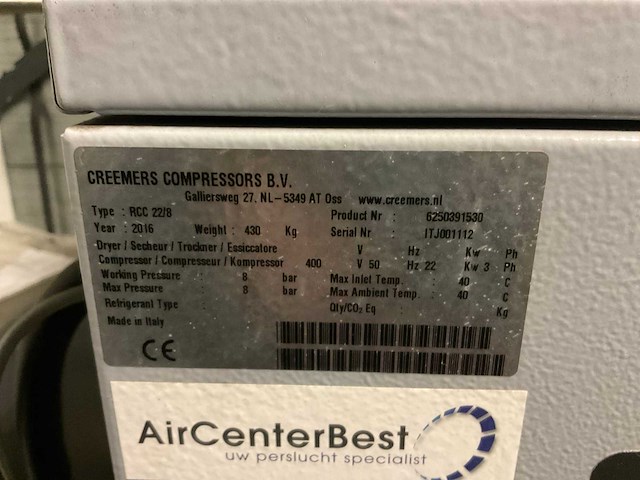 CREEMERS COMPRESSORS B.V.
Galliersweg 27, NL-5349 AT Oss www.creemers.nl
Type : RCC 22/8 Product Nr : 6250391530
Year : 2016 Weight : 430 Kg Serial Nr : ITJ001112
Dryer / Secheur / Trockner / Essiccatore V Hz Kw Ph
Compressor / Compresseur / Kompressor 400 V 50 Hz 22 Kw 3 Ph
Working Pressure : 8 bar Max Inlet Temp. : 40 C
Max Pressure : 8 bar Max Ambient Temp. : 40 C
Refrigerant Type : Qty/CO₂ Eq : Kg
Made in Italy
CE
AirCenterBest
uw perslucht specialist